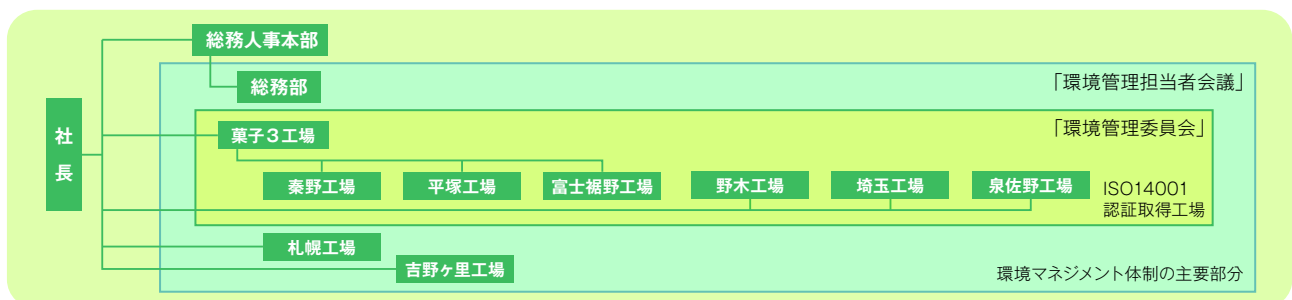 総務人事本部
総務部
「環境管理担当者会議」
社長
菓子3工場
「環境管理委員会」
秦野工場
平塚工場
富士裾野工場
野木工場
埼玉工場
泉佐野工場
ISO14001
認証取得工場
札幌工場
吉野ヶ里工場
環境マネジメント体制の主要部分